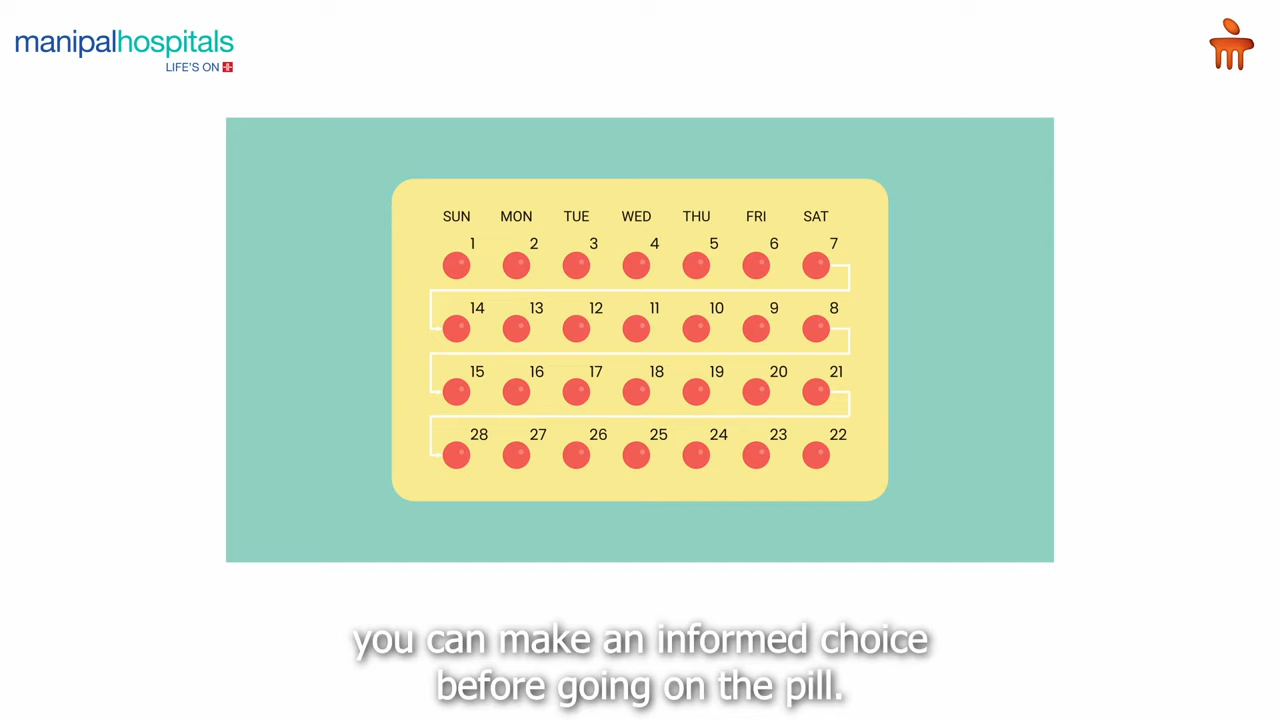 manipalhospitals
LIFE'S ON
SUN MON TUE WED THU FRI SAT
1 2 3 4 5 6 7
14 13 12 11 10 9 8
15 16 17 18 19 20 21
28 27 26 25 24 23 22
you can make an informed choice
before going on the pill.